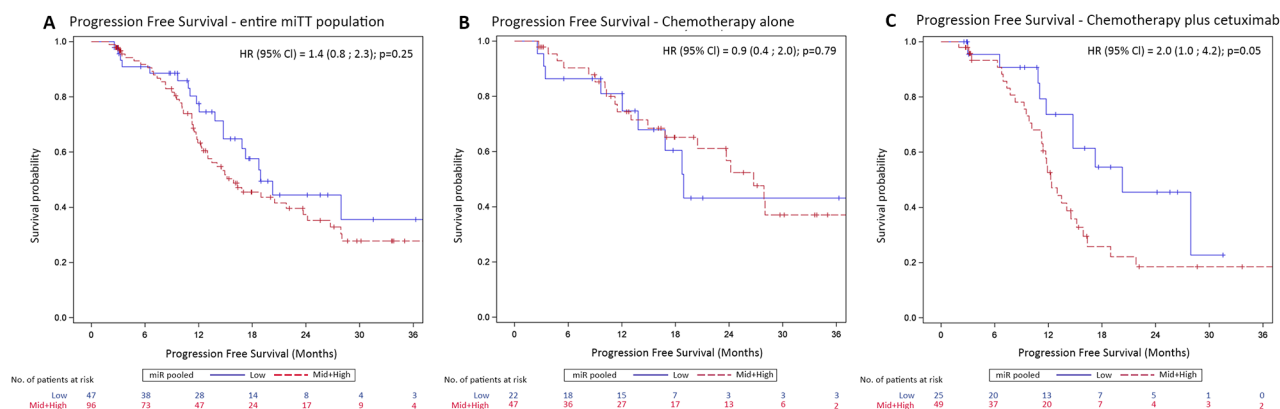 A Progression Free Survival - entire miTT population
HR (95% CI) = 1.4 (0.8 ; 2.3); p=0.25
1.0
0.8
0.6
0.4
0.2
0.0
Survival probability
0 6 12 18 24 30 36
Progression Free Survival (Months)
miR pooled Low Mid+High
No. of patients at risk
Low 47 38 28 14 8 4 3
Mid+High 96 73 47 24 17 9 4
B Progression Free Survival - Chemotherapy alone
HR (95% CI) = 0.9 (0.4 ; 2.0); p=0.79
1.0
0.8
0.6
0.4
0.2
0.0
Survival probability
0 6 12 18 24 30 36
Progression Free Survival (Months)
miR pooled Low Mid+High
No. of patients at risk
Low 22 18 15 7 3 3 3
Mid+High 47 36 27 17 13 6 2
C Progression Free Survival - Chemotherapy plus cetuximab
HR (95% CI) = 2.0 (1.0 ; 4.2); p=0.05
1.0
0.8
0.6
0.4
0.2
0.0
Survival probability
0 6 12 18 24 30 36
Progression Free Survival (Months)
miR pooled Low Mid+High
No. of patients at risk
Low 25 20 13 7 5 1 0
Mid+High 49 37 20 7 4 3 2